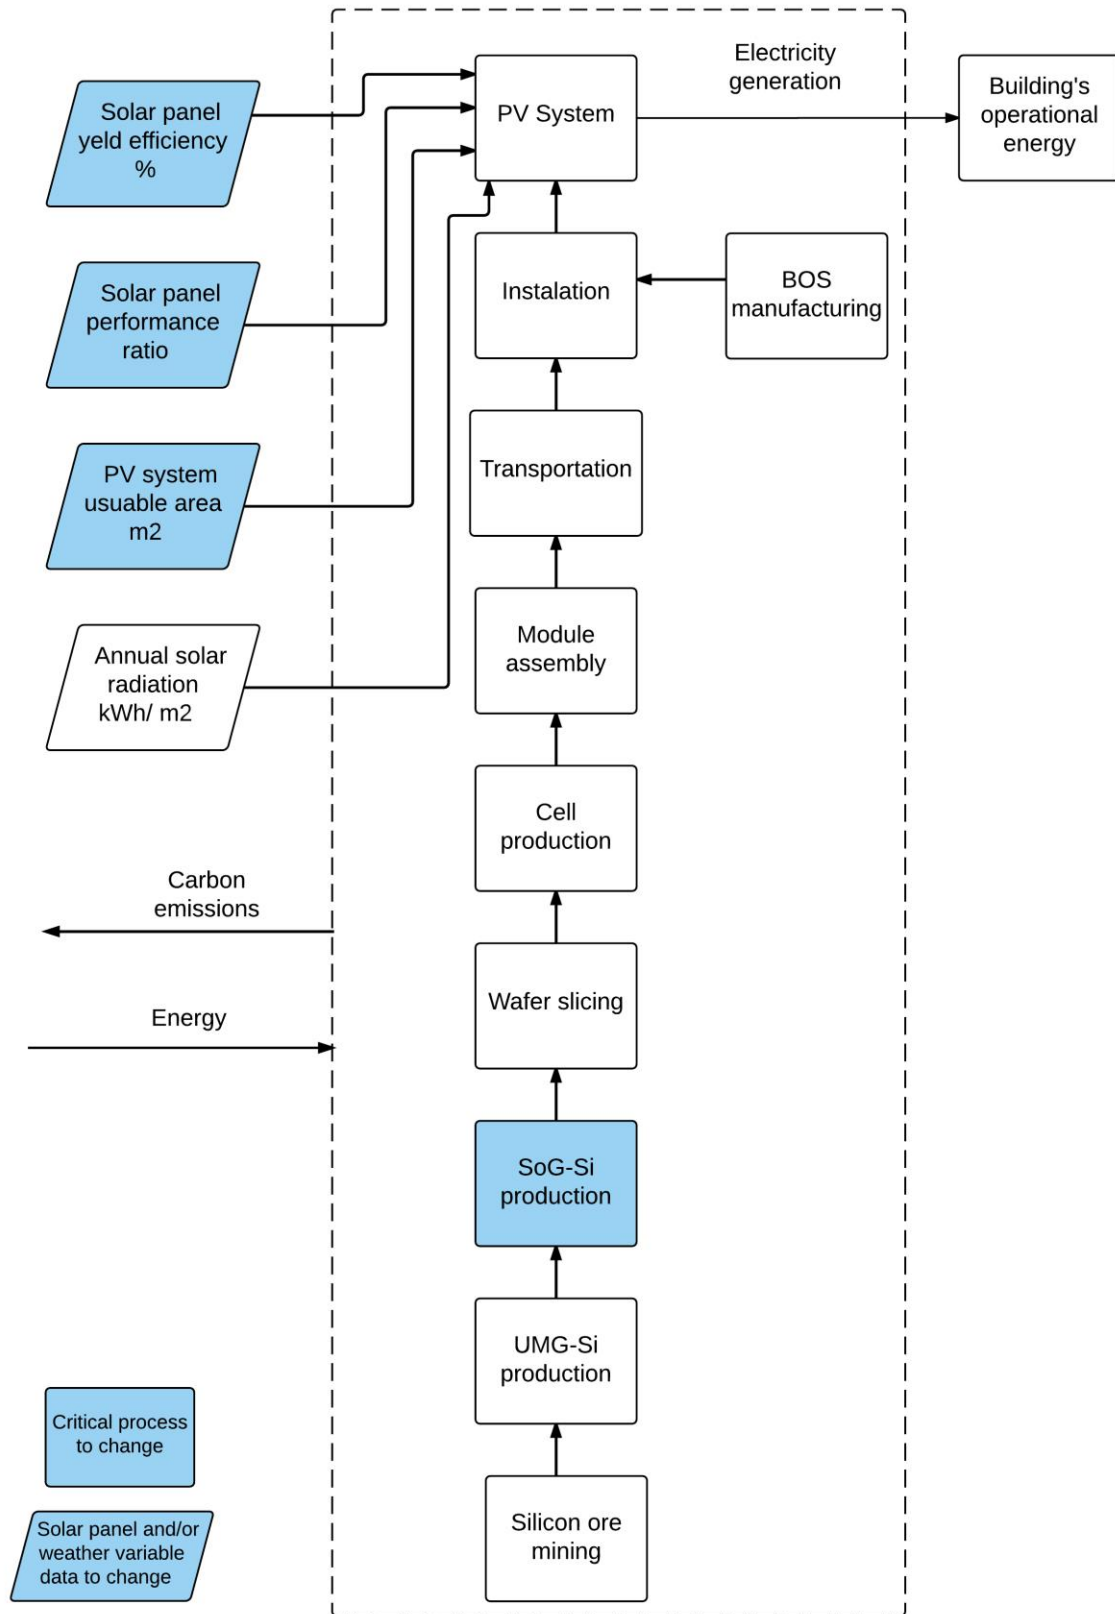 Solar panel
yeld efficiency
%
PV System
Electricity
generation
Building's
operational
energy
Solar panel
performance
ratio
Instalation
BOS
manufacturing
PV system
usuable area
m2
Transportation
Annual solar
radiation
kWh/ m2
Module
assembly
Cell
production
Carbon
emissions
Energy
Wafer slicing
SoG-Si
production
UMG-Si
production
Critical process
to change
Silicon ore
mining
Solar panel and/or
weather variable
data to change